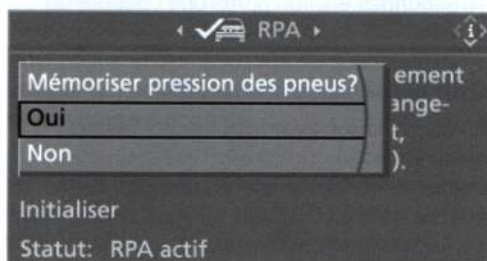 RPA
i
Mémoriser pression des pneus?
Oui
Non
ement
ange-
t,
).
Initialiser
Statut: RPA actif